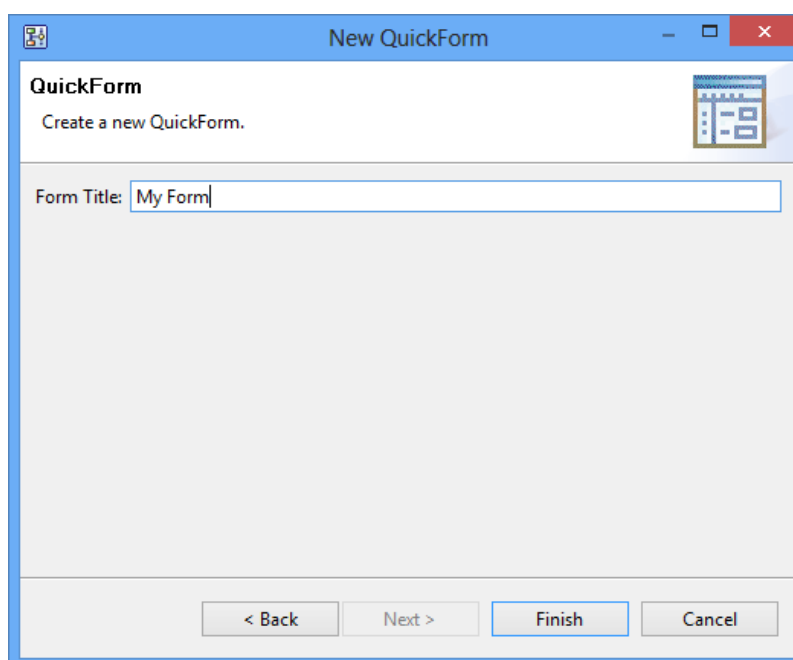 New QuickForm
QuickForm
Create a new QuickForm.
Form Title: My Form
< Back Next > Finish Cancel